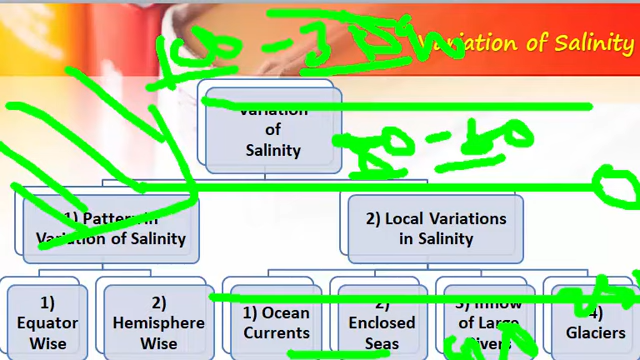 Variation of Salinity
Variation
of
Salinity
1) Pattern in
Variation of Salinity
2) Local Variations
in Salinity
1)
Equator
Wise
2)
Hemisphere
Wise
1) Ocean
Currents
2)
Enclosed
Seas
3) Inflow
of Large
Rivers
4)
Glaciers